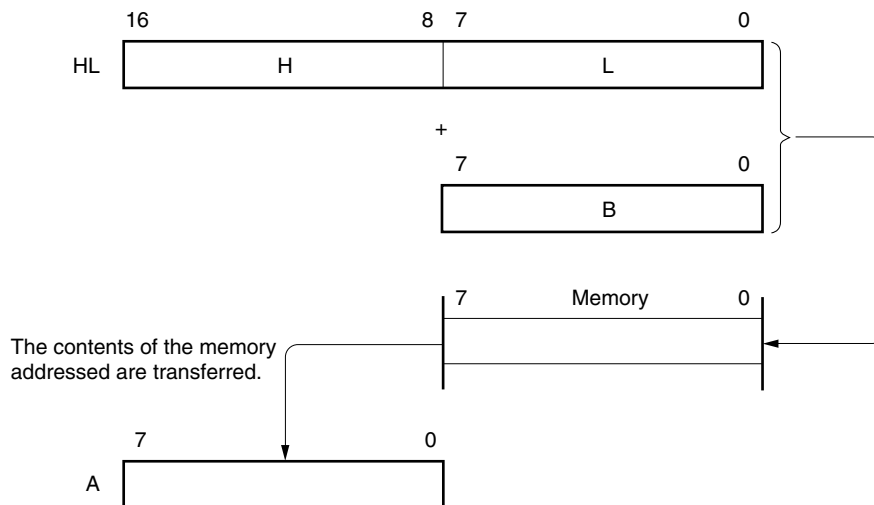 16 8 7 0
HL H L
+
7 0
B
7 Memory 0
The contents of the memory
addressed are transferred.
7 0
A